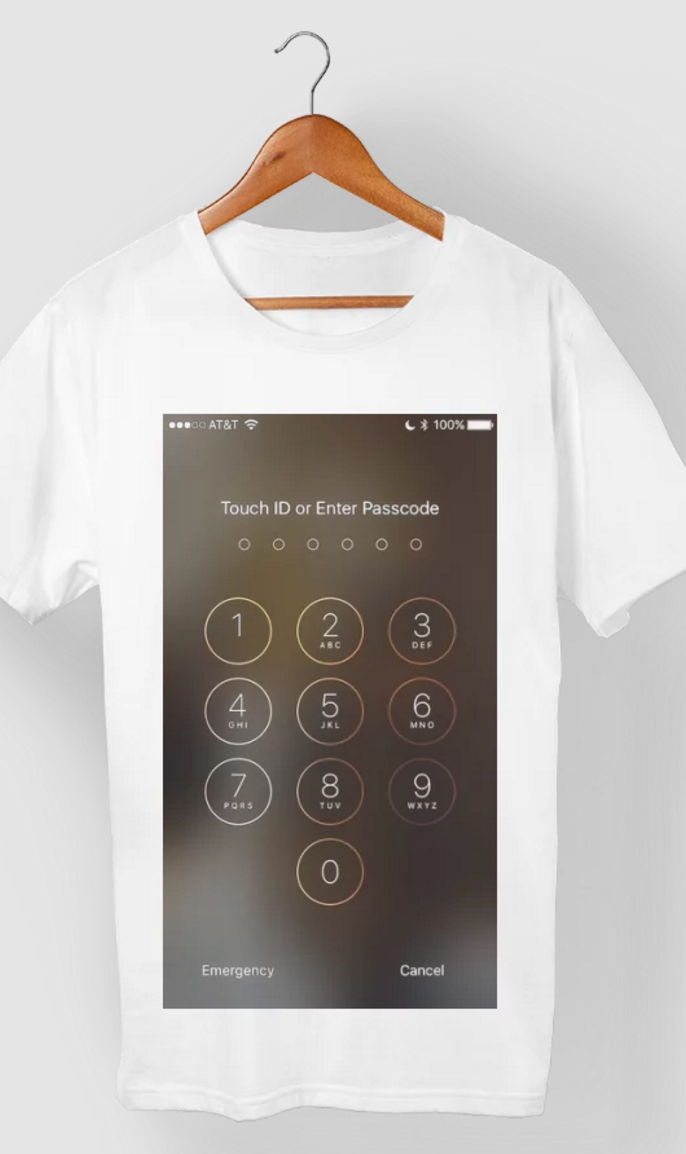 AT&T 100%
Touch ID or Enter Passcode
1 2 3
ABC DEF
4 5 6
GHI JKL MNO
7 8 9
PQRS TUV WXYZ
0
Emergency Cancel